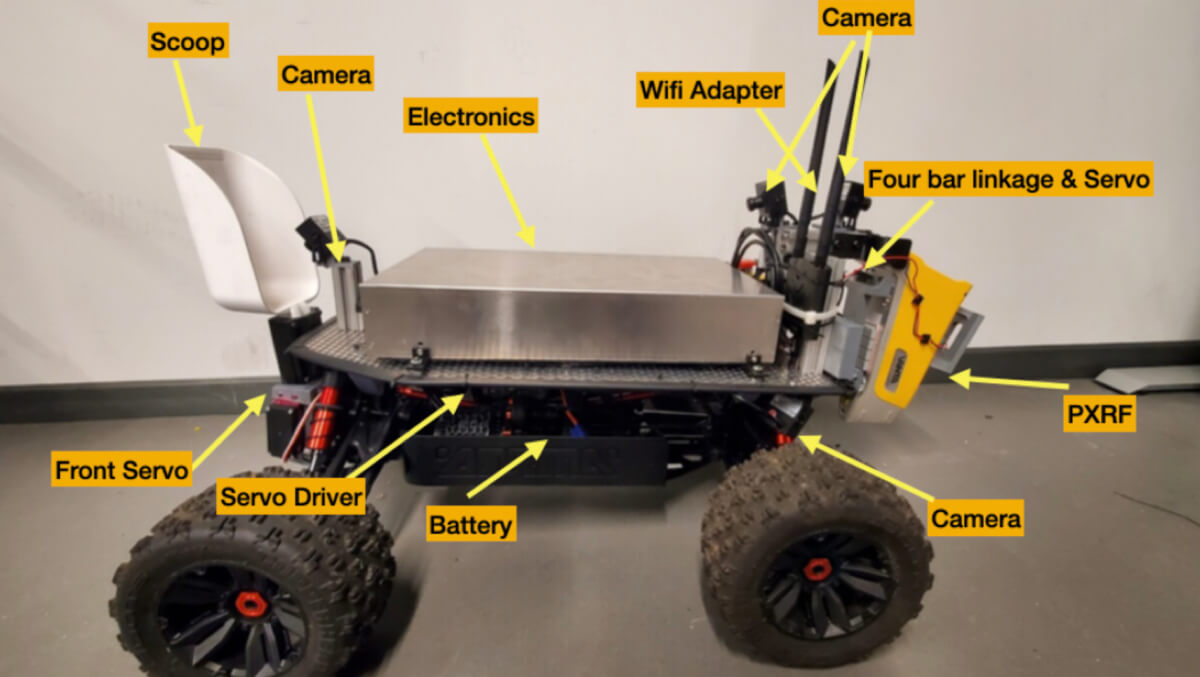 Camera
Scoop
Camera
Wifi Adapter
Electronics
Four bar linkage & Servo
PXRF
Front Servo
Servo Driver
Battery
Camera